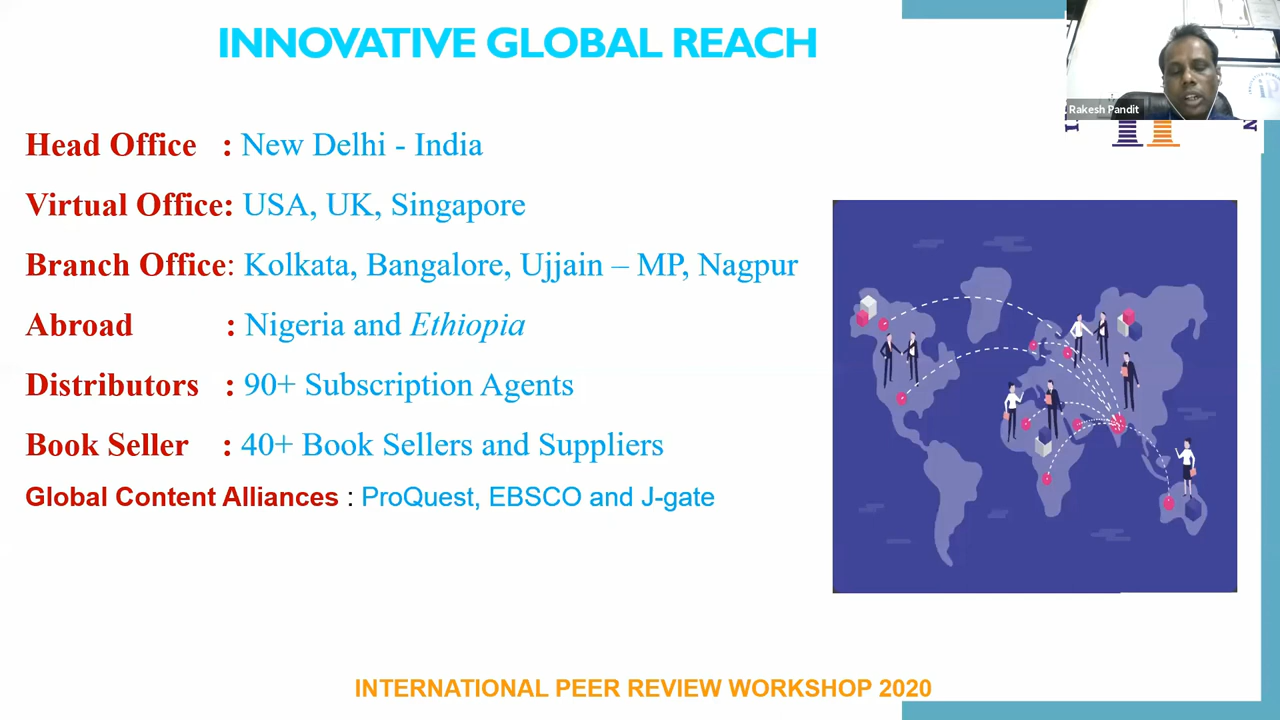 INNOVATIVE GLOBAL REACH
Rakesh Pandit
Head Office : New Delhi - India
Virtual Office: USA, UK, Singapore
Branch Office: Kolkata, Bangalore, Ujjain – MP, Nagpur
Abroad : Nigeria and Ethiopia
Distributors : 90+ Subscription Agents
Book Seller : 40+ Book Sellers and Suppliers
Global Content Alliances : ProQuest, EBSCO and J-gate
INTERNATIONAL PEER REVIEW WORKSHOP 2020